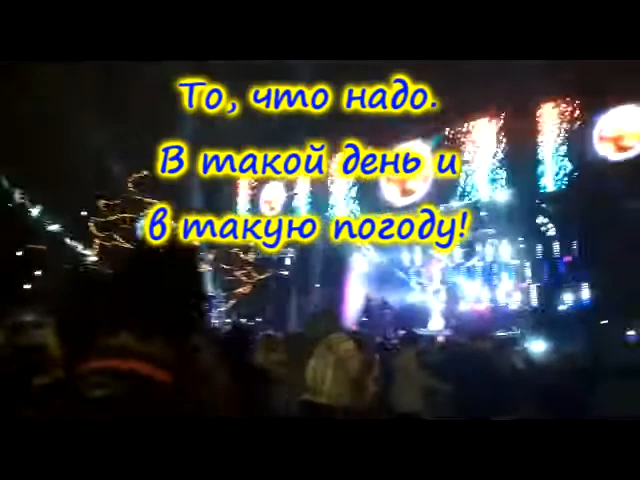 То, что надо.
В такой день и
в такую погоду!